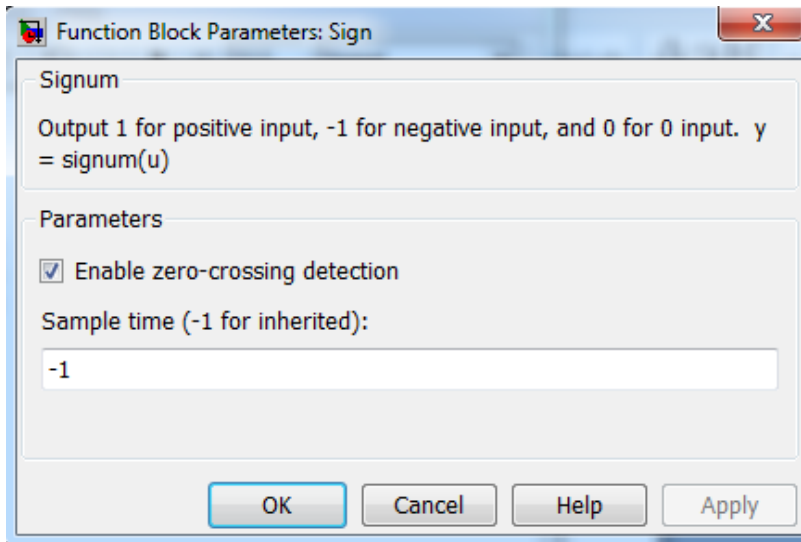 Function Block Parameters: Sign
Signum
Output 1 for positive input, -1 for negative input, and 0 for 0 input.  y
= signum(u)
Parameters
Enable zero-crossing detection
Sample time (-1 for inherited):
-1
OK
Cancel
Help
Apply